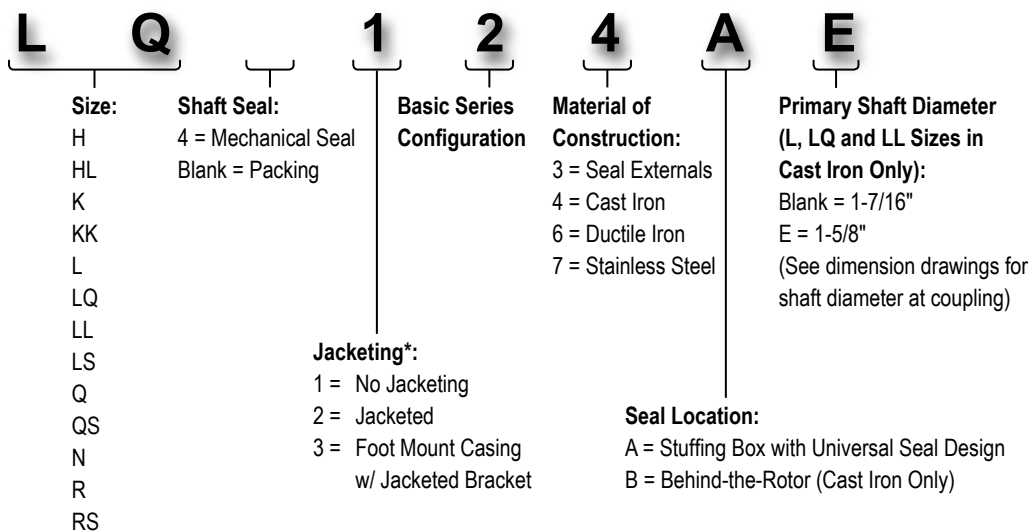 L Q 1 2 4 A E
Size:
H
HL
K
KK
L
LQ
LL
LS
Q
QS
N
R
RS
Shaft Seal:
4 = Mechanical Seal
Blank = Packing
Jacketing*:
1 = No Jacketing
2 = Jacketed
3 = Foot Mount Casing
w/ Jacketed Bracket
Basic Series
Configuration
Material of
Construction:
3 = Seal Externals
4 = Cast Iron
6 = Ductile Iron
7 = Stainless Steel
Seal Location:
A = Stuffing Box with Universal Seal Design
B = Behind-the-Rotor (Cast Iron Only)
Primary Shaft Diameter
(L, LQ and LL Sizes in
Cast Iron Only):
Blank = 1-7/16"
E = 1-5/8"
(See dimension drawings for
shaft diameter at coupling)